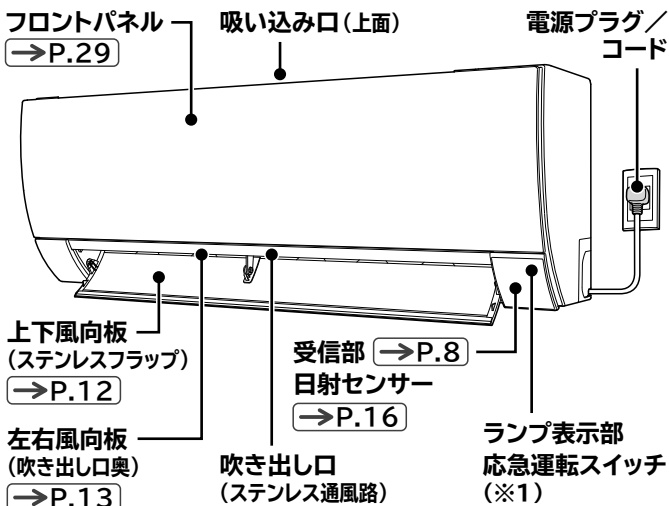 フロントパネル
→P.29
吸い込み口（上面）
電源プラグ／
コード
上下風向板
（ステンレスフラップ）
→P.12
左右風向板
（吹き出し口奥）
→P.13
吹き出し口
（ステンレス通風路）
受信部 →P.8
日射センサー
→P.16
ランプ表示部
応急運転スイッチ
（※1）